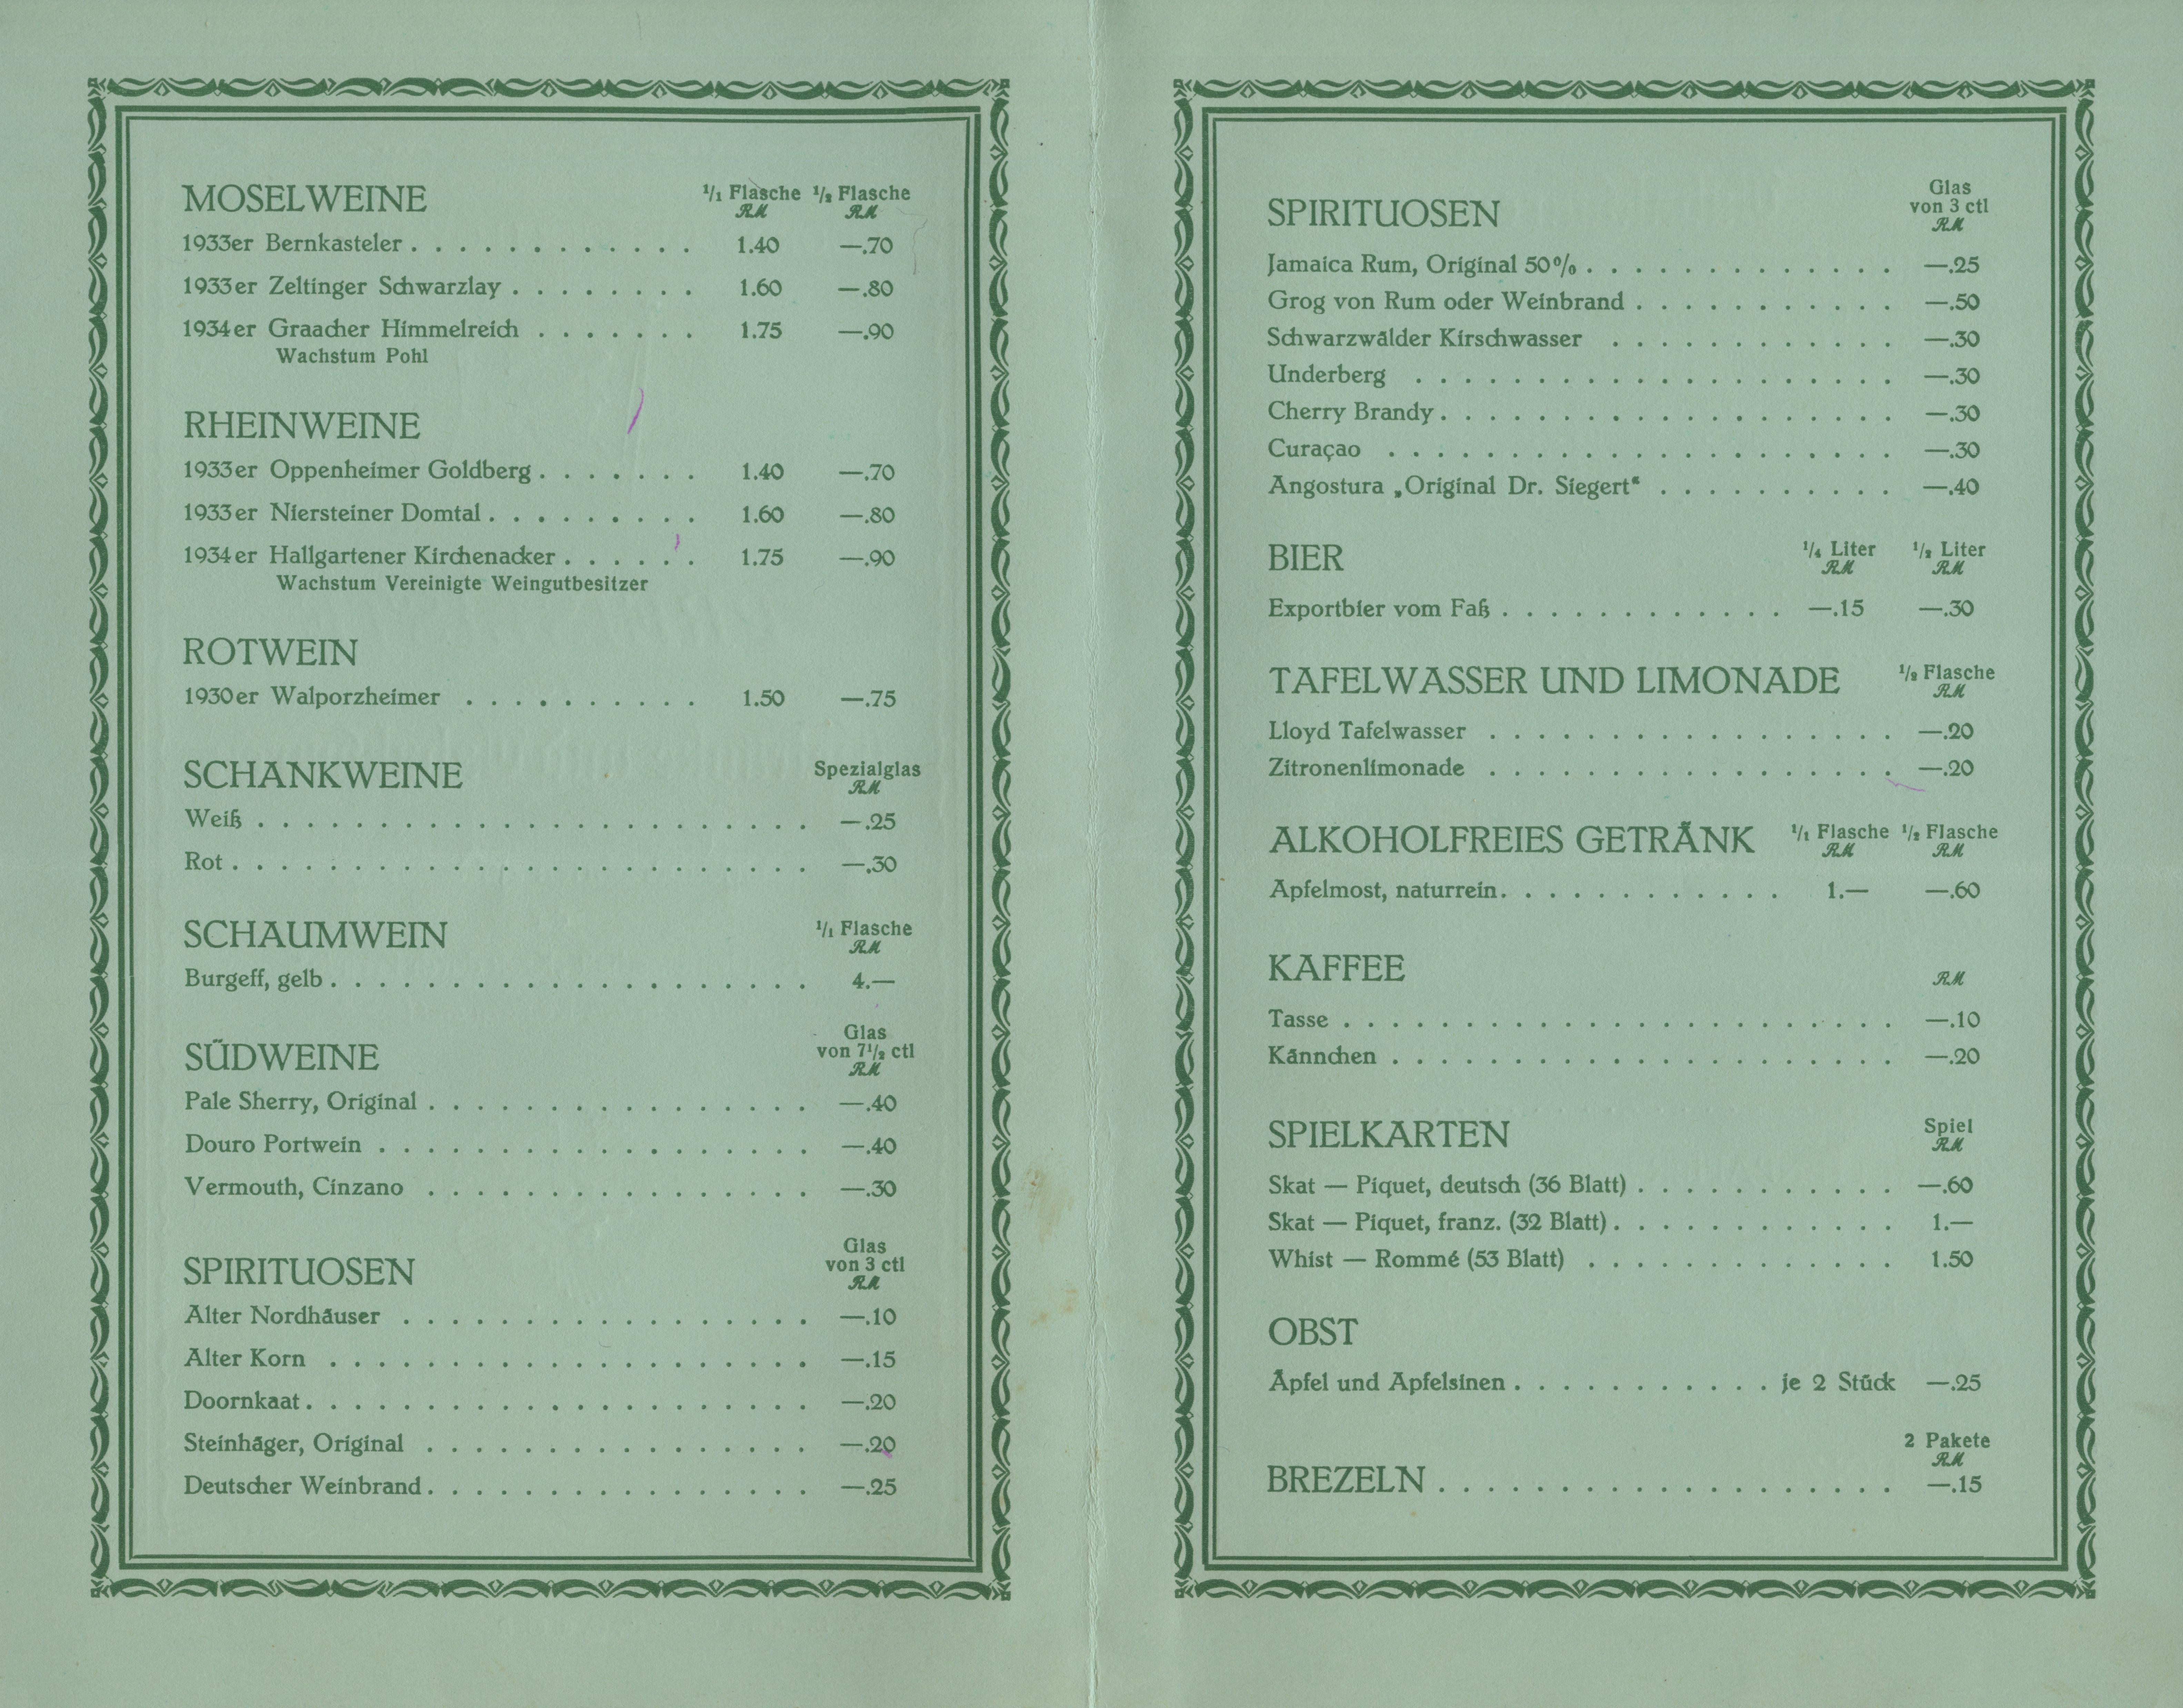 MOSELWEINE 1/1 Flasche 1/2 Flasche
RM RM
1933er Bernkasteler . . . . . . . . . . . . 1.40 —.70
1933er Zeltinger Schwarzlay . . . . . . . . 1.60 —.80
1934er Graacher Himmelreich . . . . . . . 1.75 —.90
Wachstum Pohl
RHEINWEINE
1933er Oppenheimer Goldberg . . . . . . . 1.40 —.70
1933er Niersteiner Domtal . . . . . . . . . 1.60 —.80
1934er Hallgartener Kirchenacker . . . . . . 1.75 —.90
Wachstum Vereinigte Weingutbesitzer
ROTWEIN
1930er Walporzheimer . . . . . . . . . . 1.50 —.75
SCHANKWEINE Spezialglas
RM
Weiß . . . . . . . . . . . . . . . . . . . . . . . —.25
Rot . . . . . . . . . . . . . . . . . . . . . . . . —.30
SCHAUMWEIN 1/1 Flasche
RM
Burgeff, gelb . . . . . . . . . . . . . . . . . . . . 4.—
Glas
SÜDWEINE von 7 1/2 ctl
RM
Pale Sherry, Original . . . . . . . . . . . . . . . . —.40
Douro Portwein . . . . . . . . . . . . . . . . . . —.40
Vermouth, Cinzano . . . . . . . . . . . . . . . . —.30
Glas
SPIRITUOSEN von 3 ctl
RM
Alter Nordhäuser . . . . . . . . . . . . . . . . . —.10
Alter Korn . . . . . . . . . . . . . . . . . . . . —.15
Doornkaat . . . . . . . . . . . . . . . . . . . . . —.20
Steinhäger, Original . . . . . . . . . . . . . . . . —.20
Deutscher Weinbrand . . . . . . . . . . . . . . . . —.25
Glas
SPIRITUOSEN von 3 ctl
RM
Jamaica Rum, Original 50% . . . . . . . . . . . . . —.25
Grog von Rum oder Weinbrand . . . . . . . . . . . —.50
Schwarzwälder Kirschwasser . . . . . . . . . . . . —.30
Underberg . . . . . . . . . . . . . . . . . . . . —.30
Cherry Brandy . . . . . . . . . . . . . . . . . . . —.30
Curaçao . . . . . . . . . . . . . . . . . . . . . —.30
Angostura „Original Dr. Siegert“ . . . . . . . . . . —.40
BIER 1/4 Liter 1/2 Liter
RM RM
Exportbier vom Faß . . . . . . . . . . . . —.15 —.30
TAFELWASSER UND LIMONADE 1/2 Flasche
RM
Lloyd Tafelwasser . . . . . . . . . . . . . . . . . —.20
Zitronenlimonade . . . . . . . . . . . . . . . . . —.20
ALKOHOLFREIES GETRÄNK 1/1 Flasche 1/2 Flasche
RM RM
Apfelmost, naturrein . . . . . . . . . . . . 1.— —.60
KAFFEE RM
Tasse . . . . . . . . . . . . . . . . . . . . . . . —.10
Kännchen . . . . . . . . . . . . . . . . . . . . . —.20
SPIELKARTEN Spiel
RM
Skat — Piquet, deutsch (36 Blatt) . . . . . . . . . . . —.60
Skat — Piquet, franz. (32 Blatt) . . . . . . . . . . . . 1.—
Whist — Rommé (53 Blatt) . . . . . . . . . . . . . 1.50
OBST
Äpfel und Apfelsinen . . . . . . . . . . . je 2 Stück —.25
2 Pakete
RM
BREZELN . . . . . . . . . . . . . . . . . . . —.15